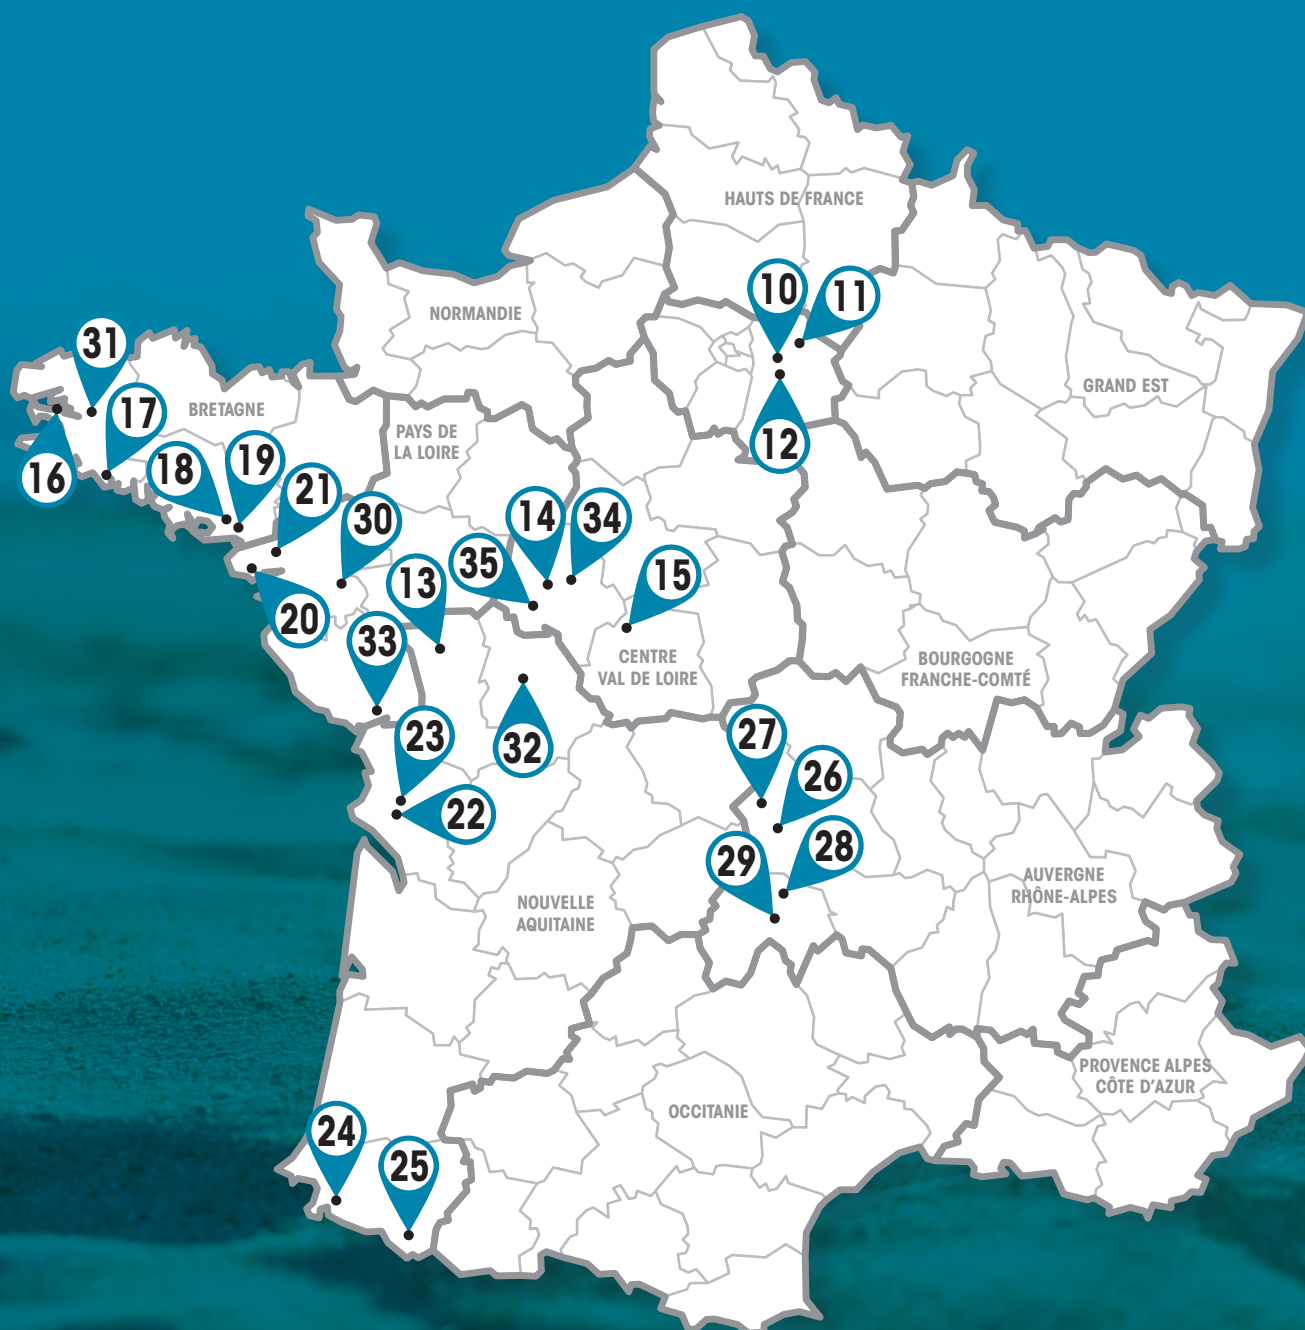 HAUTS DE FRANCE
10
11
NORMANDIE
31
GRAND EST
17
BRETAGNE
PAYS DE
LA LOIRE
12
16
18
19
21
30
14
34
35
13
15
20
33
CENTRE
VAL DE LOIRE
BOURGOGNE
FRANCHE-COMTÉ
23
32
27
26
22
29
28
AUVERGNE
RHÔNE-ALPES
NOUVELLE
AQUITAINE
PROVENCE ALPES
CÔTE D'AZUR
OCCITANIE
24
25